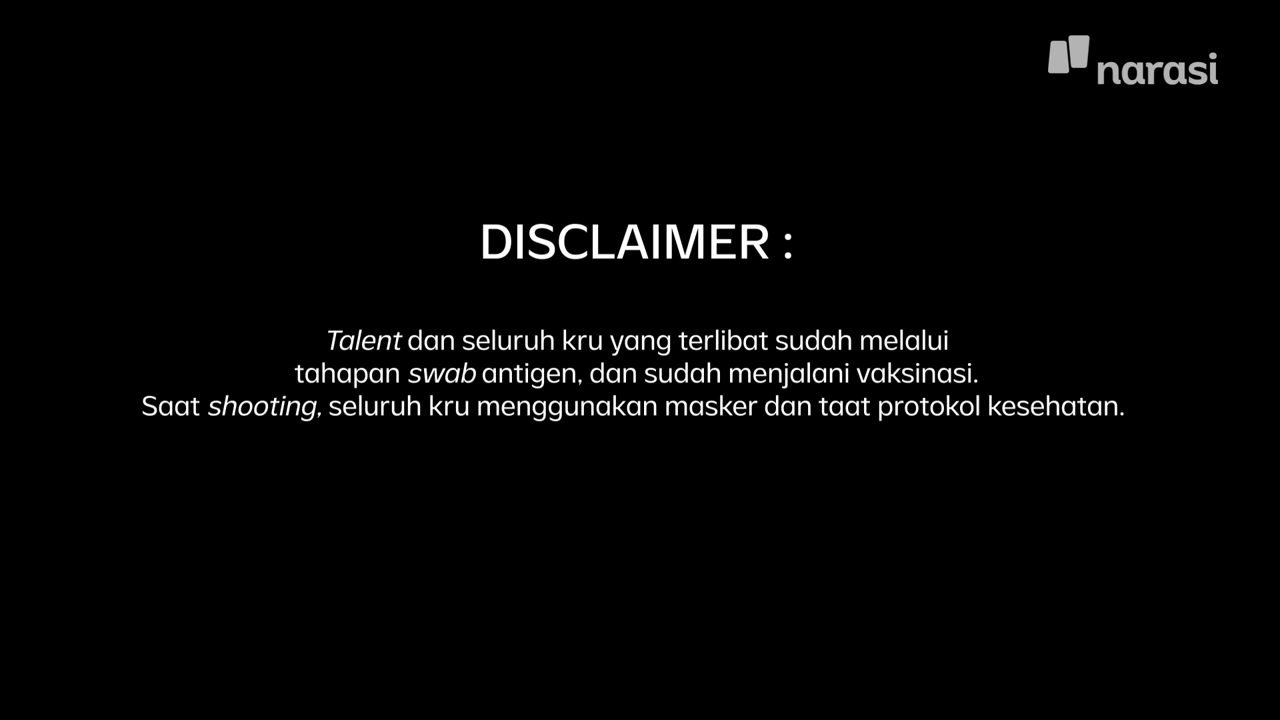 narasi
DISCLAIMER :
Talent dan seluruh kru yang terlibat sudah melalui
tahapan swab antigen, dan sudah menjalani vaksinasi.
Saat shooting, seluruh kru menggunakan masker dan taat protokol kesehatan.